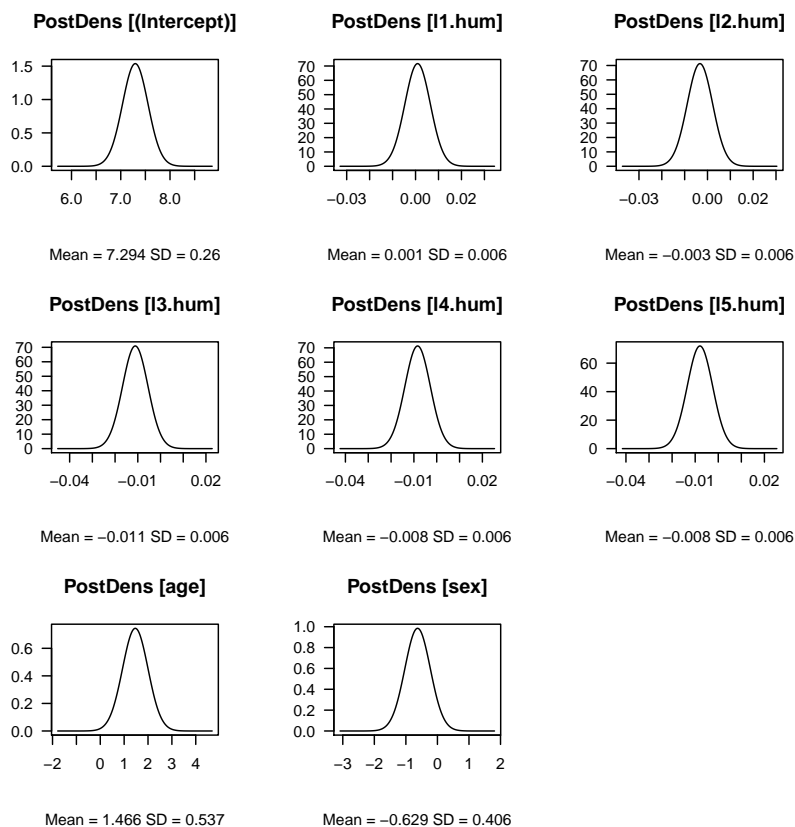 PostDens [(Intercept)] PostDens [l1.hum] PostDens [l2.hum]
0.0 0.5 1.0 1.5
6.0 7.0 8.0
0 10 20 30 40 50 60 70
−0.03 0.00 0.02
0 10 20 30 40 50 60 70
−0.03 0.00 0.02
Mean = 7.294 SD = 0.26 Mean = 0.001 SD = 0.006 Mean = −0.003 SD = 0.006
PostDens [l3.hum] PostDens [l4.hum] PostDens [l5.hum]
0 10 20 30 40 50 60 70
−0.04 −0.01 0.02
0 10 20 30 40 50 60 70
−0.04 −0.01 0.02
0 20 40 60
−0.04 −0.01 0.02
Mean = −0.011 SD = 0.006 Mean = −0.008 SD = 0.006 Mean = −0.008 SD = 0.006
PostDens [age] PostDens [sex]
0.0 0.2 0.4 0.6
−2 0 1 2 3 4
0.0 0.2 0.4 0.6 0.8 1.0
−3 −2 −1 0 1 2
Mean = 1.466 SD = 0.537 Mean = −0.629 SD = 0.406